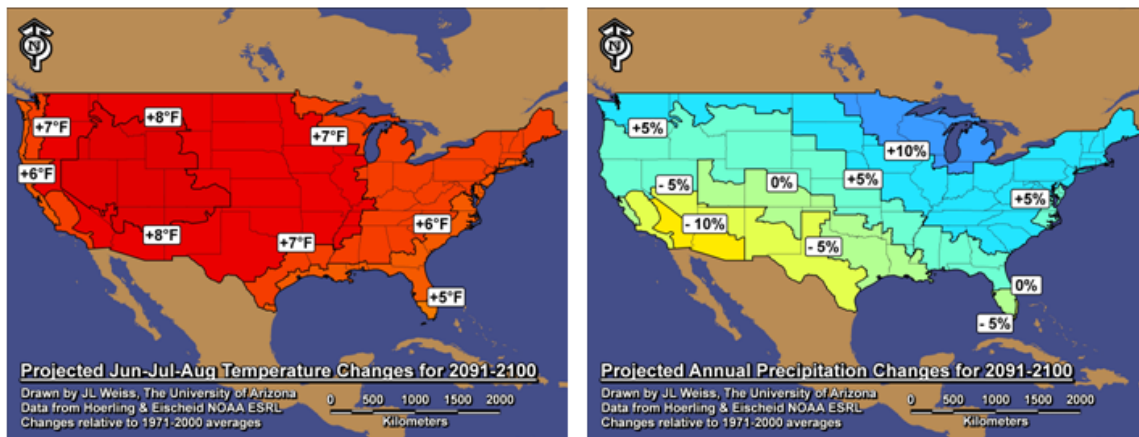 N
+8°F
+7°F
+7°F
+6°F
+8°F
+7°F
+6°F
+5°F
Projected Jun-Jul-Aug Temperature Changes for 2091-2100
Drawn by JL Weiss, The University of Arizona
Data from Hoerling & Eischeid NOAA ESRL
Changes relative to 1971-2000 averages
0 500 1000 1500 2000
Kilometers
N
+5%
+10%
- 5%
0%
+5%
+5%
- 10%
- 5%
0%
- 5%
Projected Annual Precipitation Changes for 2091-2100
Drawn by JL Weiss, The University of Arizona
Data from Hoerling & Eischeid NOAA ESRL
Changes relative to 1971-2000 averages
0 500 1000 1500 2000
Kilometers